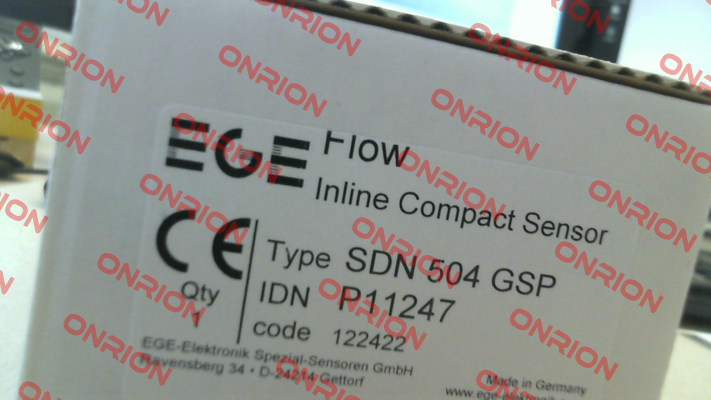 EGE Flow
Inline Compact Sensor
CE
Type SDN 504 GSP
Qty
1
IDN P11247
code 122422
EGE-Elektronik Spezial-Sensoren GmbH
Ravensberg 34 • D-24214 Gettorf
Made in Germany
ONRION